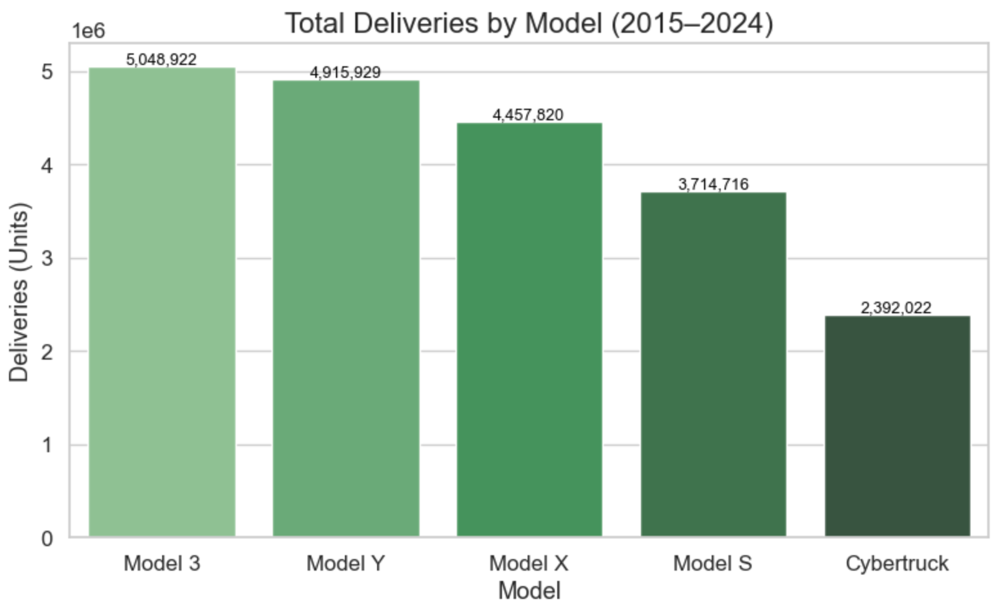 Total Deliveries by Model (2015–2024)
1e6
5,048,922
4,915,929
4,457,820
3,714,716
2,392,022
5
4
3
2
1
0
Deliveries (Units)
Model 3
Model Y
Model X
Model S
Cybertruck
Model